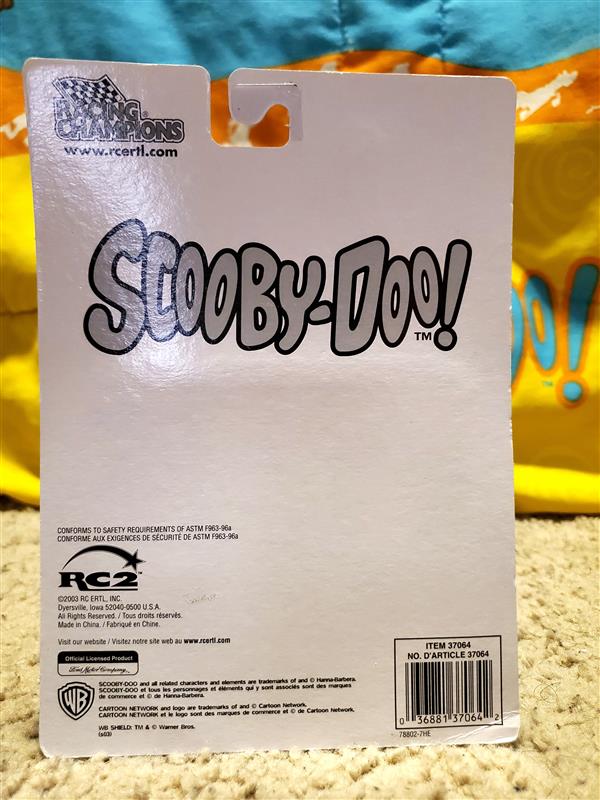 RACING
CHAMPIONS®
www.rcertl.com
SCOOBY-DOO!
TM
OO!
TM
CONFORMS TO SAFETY REQUIREMENTS OF ASTM F963-96a
CONFORME AUX EXIGENCES DE SÉCURITÉ DE ASTM F963-96a
RC2™
©2003 RC ERTL, INC.
Dyersville, Iowa 52040-0500 U.S.A.
All Rights Reserved. / Tous droits réservés.
Made in China. / Fabriqué en Chine.
Visit our website / Visitez notre site web au www.rcertl.com
Official Licensed Product
Ford Motor Company
WB
SCOOBY-DOO and all related characters and elements are trademarks of and © Hanna-Barbera.
SCOOBY-DOO et tous les personnages et éléments qui y sont associés sont des marques
de commerce et © de Hanna-Barbera.
CARTOON NETWORK and logo are trademarks of and © Cartoon Network.
CARTOON NETWORK et le logo sont des marques de commerce et © de Cartoon Network.
WB SHIELD: TM & © Warner Bros.
(s03)
ITEM 37064
NO. D'ARTICLE 37064
0 36881 37064 2
78802-7HE